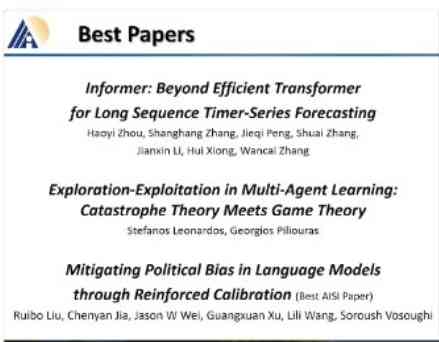 Best Papers
Informer: Beyond Efficient Transformer
for Long Sequence Timer-Series Forecasting
Haoyi Zhou, Shanghang Zhang, Jieqi Peng, Shuai Zhang,
Jianxin Li, Hui Xiong, Wancai Zhang
Exploration-Exploitation in Multi-Agent Learning:
Catastrophe Theory Meets Game Theory
Stefanos Leonardos, Georgios Piliouras
Mitigating Political Bias in Language Models
through Reinforced Calibration (Best AISI Paper)
Ruibo Liu, Chenyan Jia, Jason W Wei, Guangxuan Xu, Lili Wang, Soroush Vosoughi